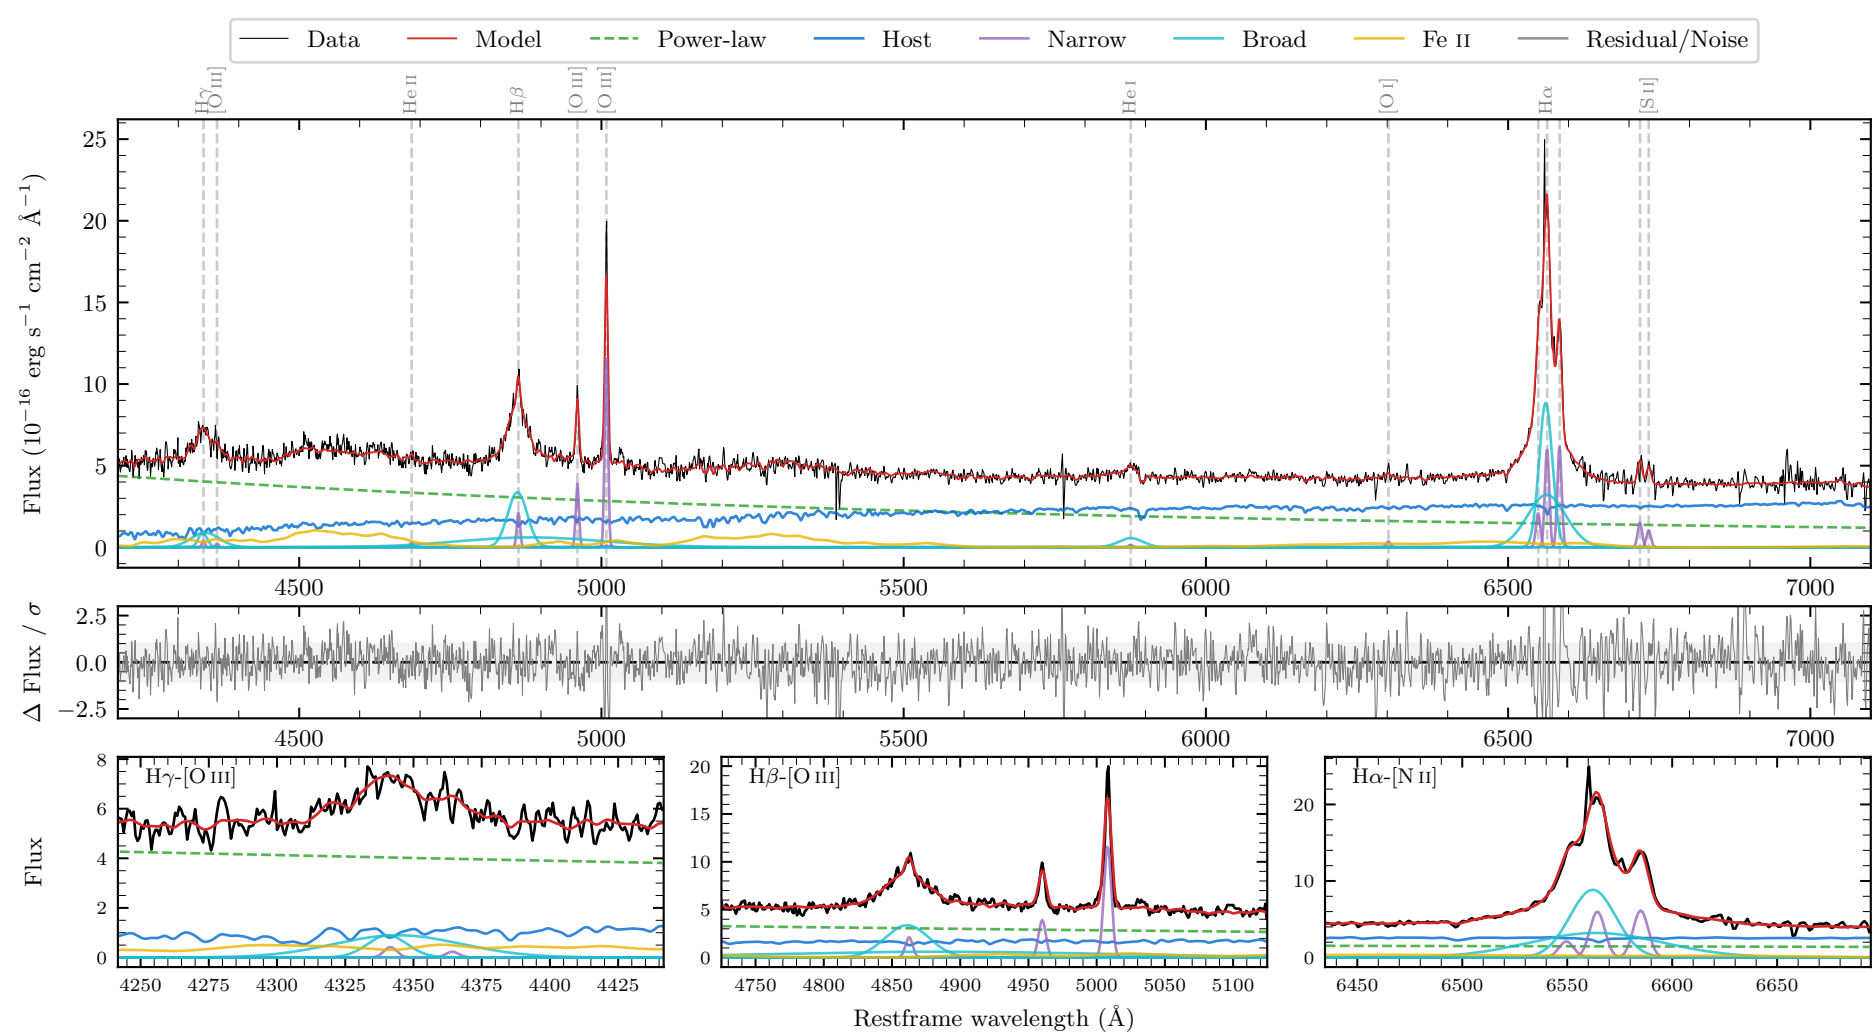 Data Model Power-law Host Narrow Broad Fe II Residual/Noise
Hγ [O III] He II Hβ [O III] [O III] He I [O I] Hα [S II]
Flux (10⁻¹⁶ erg s⁻¹ cm⁻² Å⁻¹)
25
20
15
10
5
0
4500 5000 5500 6000 6500 7000
Δ Flux / σ
2.5
0.0
−2.5
4500 5000 5500 6000 6500 7000
Flux
Hγ-[O III]
8
6
4
2
0
4250 4275 4300 4325 4350 4375 4400 4425
Hβ-[O III]
20
15
10
5
0
4750 4800 4850 4900 4950 5000 5050 5100
Hα-[N II]
20
10
0
6450 6500 6550 6600 6650
Restframe wavelength (Å)